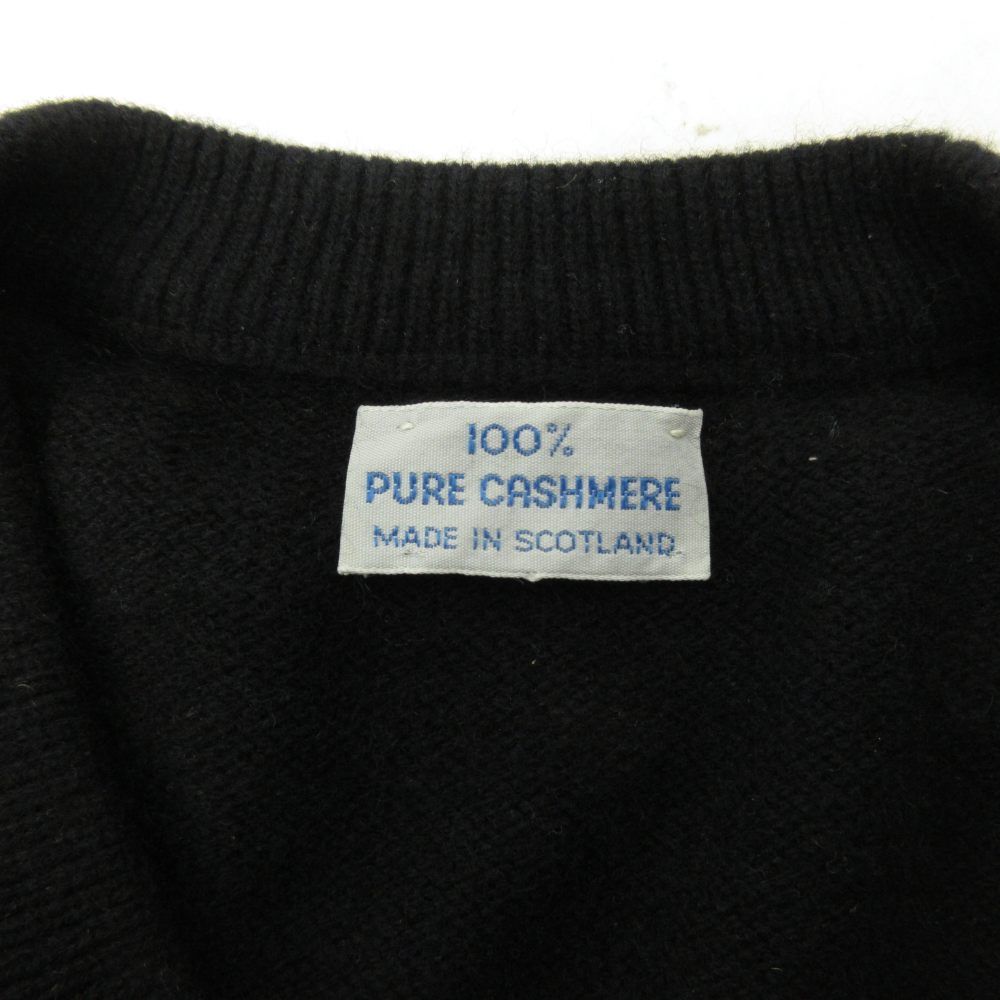 100%
PURE CASHMERE
MADE IN SCOTLAND